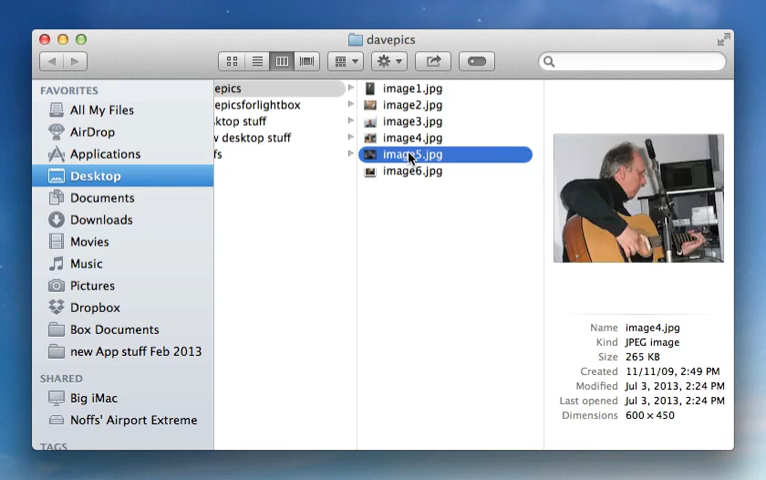 davepics
FAVORITES
All My Files
AirDrop
Applications
Desktop
Documents
Downloads
Movies
Music
Pictures
Dropbox
Box Documents
new App stuff Feb 2013
SHARED
Big iMac
Noffs' Airport Extreme
TAGS
epics
epicsforlightbox
sktop stuff
w desktop stuff
fs
image1.jpg
image2.jpg
image3.jpg
image4.jpg
image5.jpg
image6.jpg
Name image4.jpg
Kind JPEG image
Size 265 KB
Created 11/11/09, 2:49 PM
Modified Jul 3, 2013, 2:24 PM
Last opened Jul 3, 2013, 2:24 PM
Dimensions 600 × 450